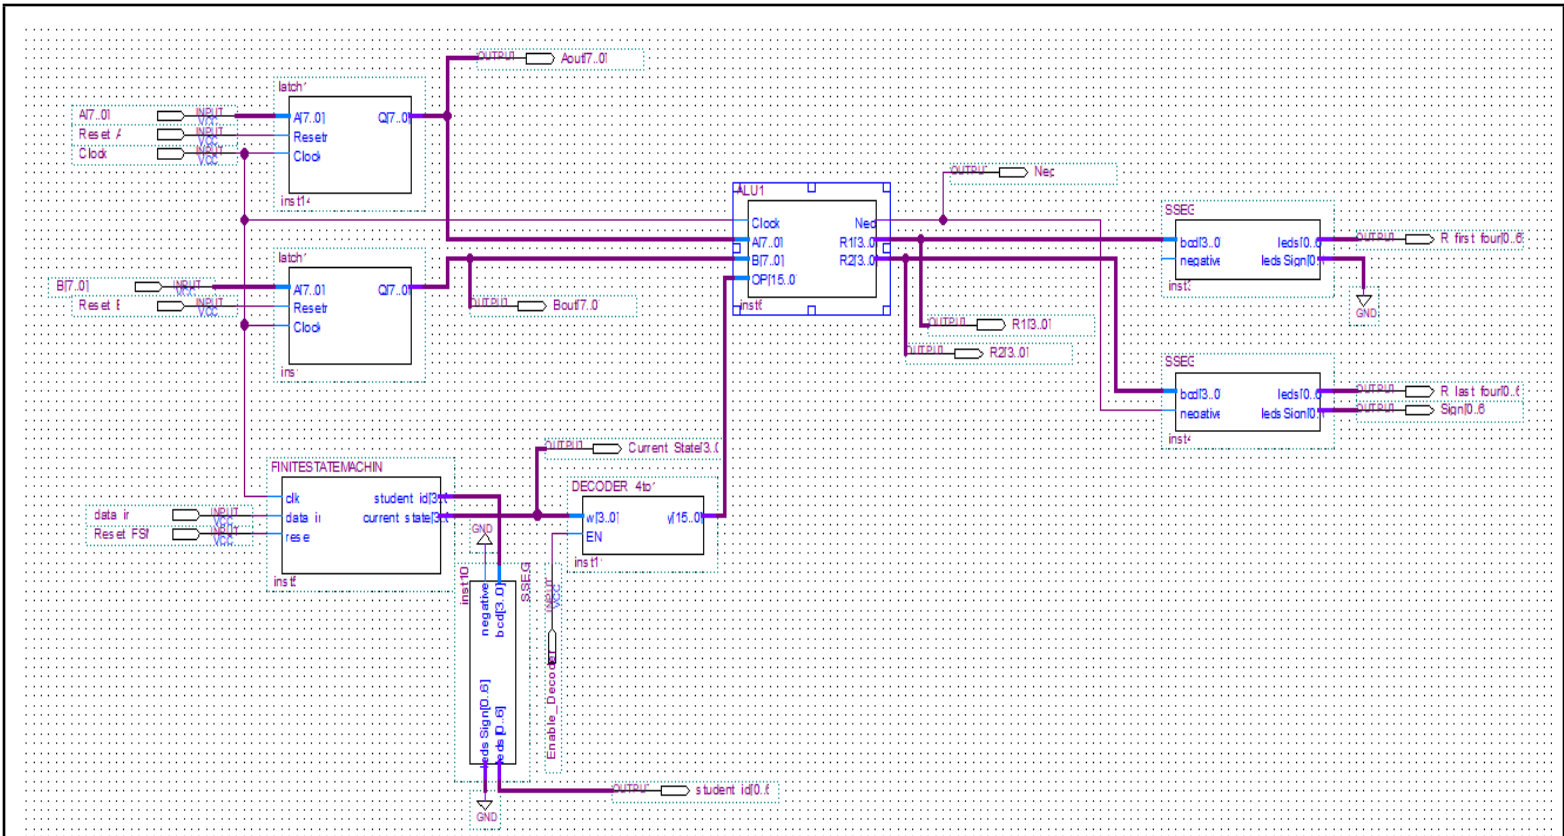 OUTPUT Aout[7..0]
latch1
A[7..0] INPUT VCC A[7..0] Q[7..0]
Reset A INPUT VCC Resetn
Clock INPUT VCC Clock
inst14
OUTPUT Neg
ALU1
Clock Neg
A[7..0] R1[3..0]
B[7..0] R2[3..0]
OP[15..0]
SSEG
bcd[3..0 leds[0..6 OUTPUT R first four[0..6
negative leds Sign[0..
GND
latch1
B[7..0] INPUT VCC A[7..0] Q[7..0]
Reset B INPUT VCC Resetn
Clock
OUTPUT Bout[7..0
OUTPUT R1[3..0]
OUTPUT R2[3..0]
SSEG
bcd[3..0 leds[0..6 OUTPUT R last four[0..6
negative leds Sign[0.. OUTPUT Sign[0..6
inst4
OUTPUT Current State[3..0
FINITESTATEMACHIN
clk student id[3..
data in INPUT VCC data in current state[3..
Reset FSM INPUT VCC reset
DECODER 4to
w[3..0] y[15..0]
EN
inst1
GND
inst10
SSEG
negative
bcd[3..0]
leds Sign[0..6]
leds[0..6]
GND
INPUT VCC
Enable_Decoder
OUTPUT student id[0..6